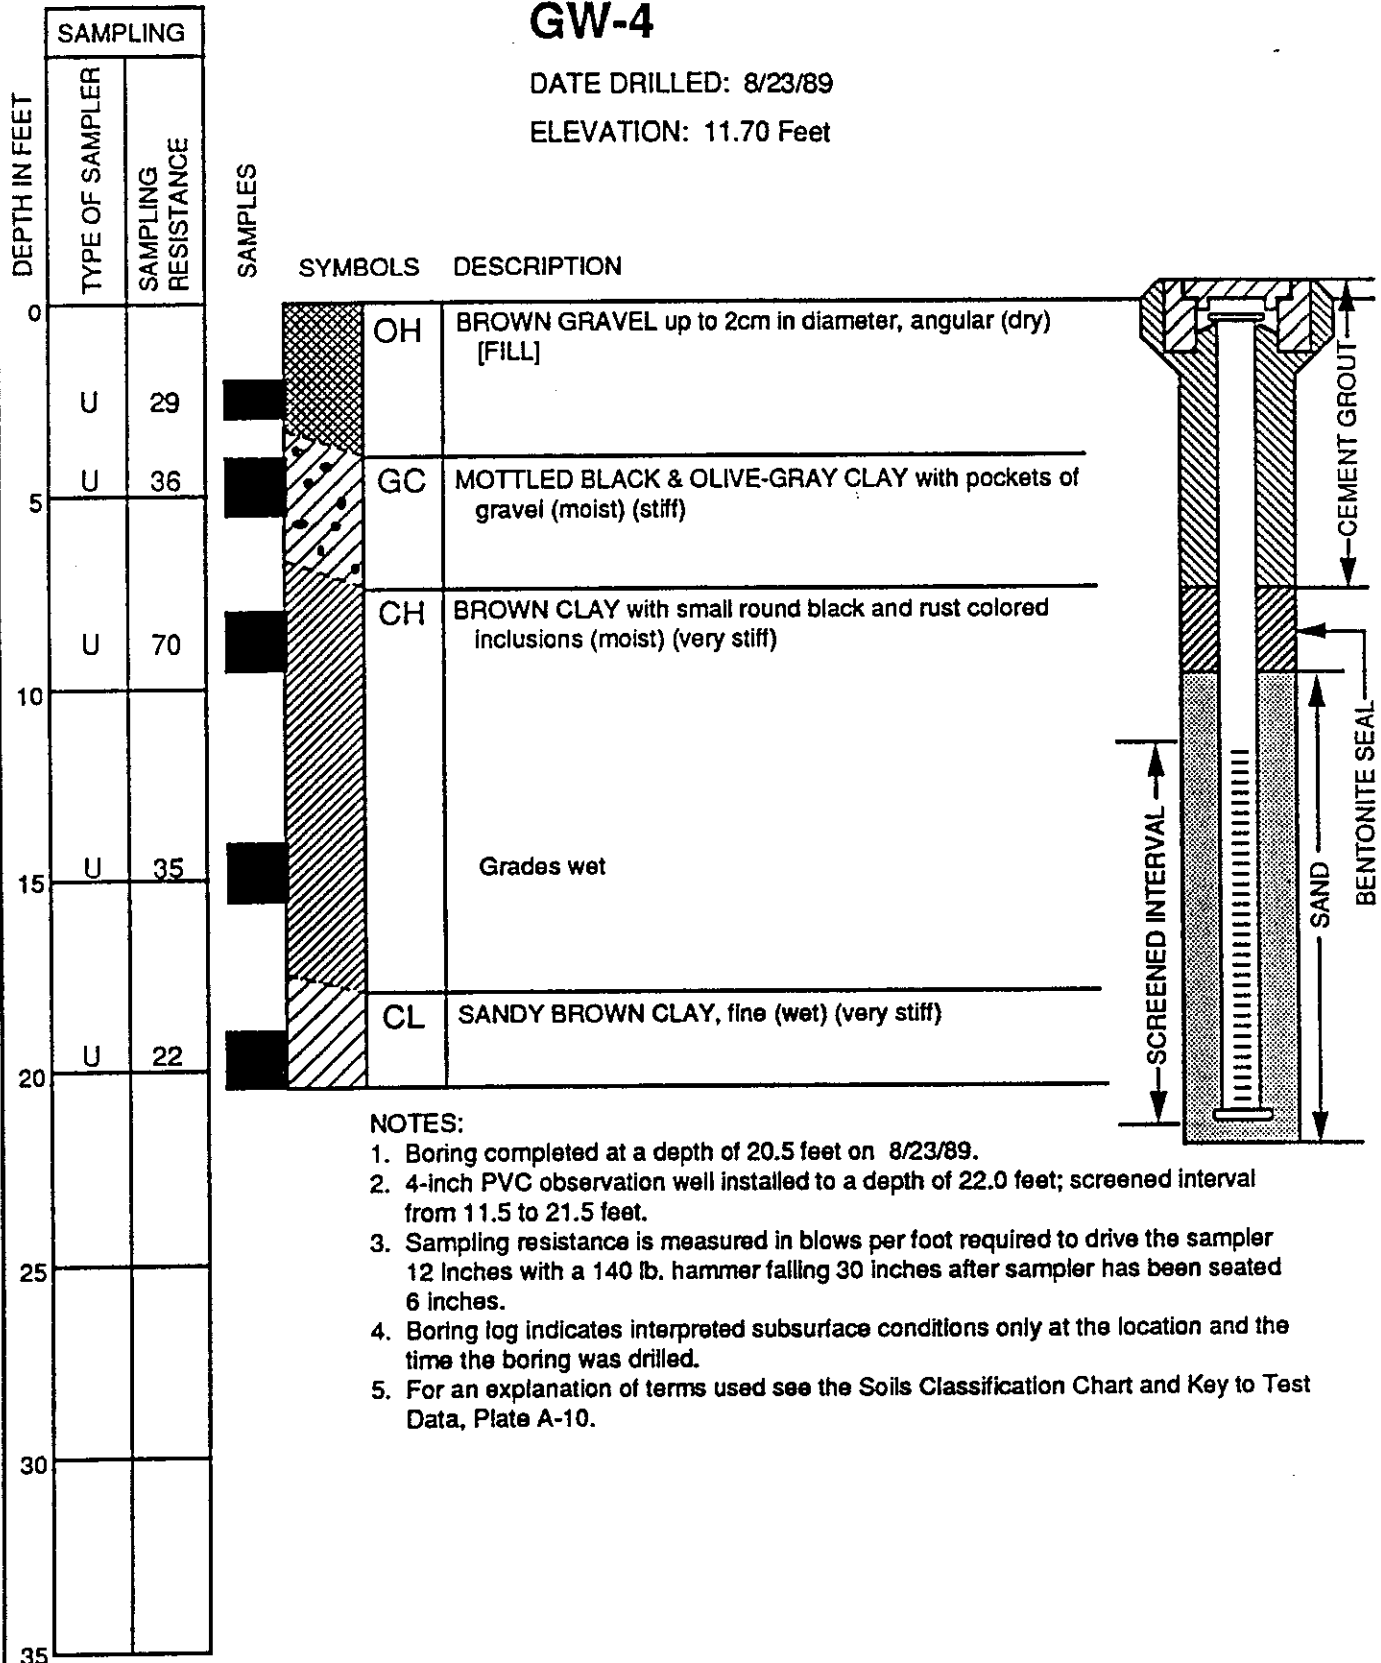 GW-4
DATE DRILLED: 8/23/89
ELEVATION: 11.70 Feet
SAMPLING
DEPTH IN FEET
TYPE OF SAMPLER
SAMPLING
RESISTANCE
SAMPLES
SYMBOLS DESCRIPTION
0
OH BROWN GRAVEL up to 2cm in diameter, angular (dry)
[FILL]
U 29
U 36
GC MOTTLED BLACK & OLIVE-GRAY CLAY with pockets of
gravel (moist) (stiff)
5
CH BROWN CLAY with small round black and rust colored
inclusions (moist) (very stiff)
U 70
10
U 35
Grades wet
15
CL SANDY BROWN CLAY, fine (wet) (very stiff)
U 22
20
CEMENT GROUT
BENTONITE SEAL
SAND
SCREENED INTERVAL
NOTES:
1. Boring completed at a depth of 20.5 feet on 8/23/89.
2. 4-inch PVC observation well installed to a depth of 22.0 feet; screened interval
from 11.5 to 21.5 feet.
3. Sampling resistance is measured in blows per foot required to drive the sampler
12 inches with a 140 lb. hammer falling 30 inches after sampler has been seated
6 inches.
4. Boring log indicates interpreted subsurface conditions only at the location and the
time the boring was drilled.
5. For an explanation of terms used see the Soils Classification Chart and Key to Test
Data, Plate A-10.
25
30
35